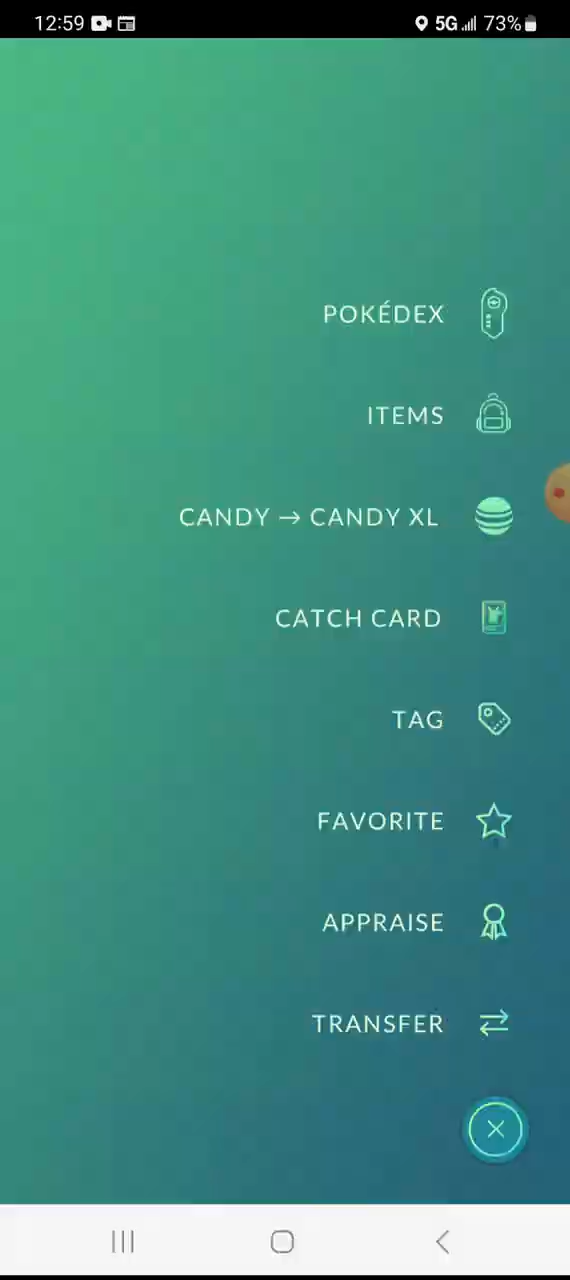 12:59 5G 73%
POKÉDEX
ITEMS
CANDY → CANDY XL
CATCH CARD
TAG
FAVORITE
APPRAISE
TRANSFER